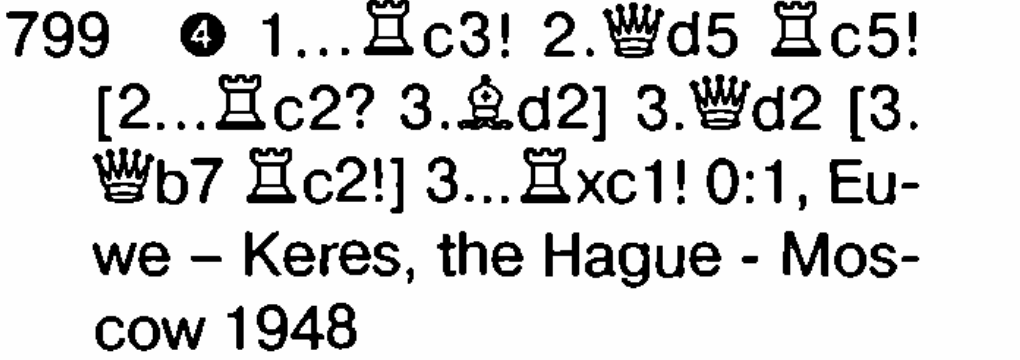 799 ❹ 1...♖c3! 2.♕d5 ♖c5!
[2...♖c2? 3.♗d2] 3.♕d2 [3.
♕b7 ♖c2!] 3...♖xc1! 0:1, Eu-
we – Keres, the Hague - Mos-
cow 1948